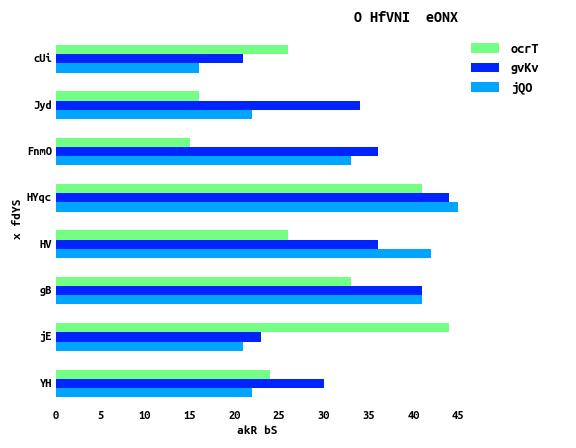 O HfVNI  eONX
ocrT
gvKv
jQO
cUi
Jyd
FnmO
HYqc
HV
gB
jE
YH
x fdYS
0 5 10 15 20 25 30 35 40 45
akR bS